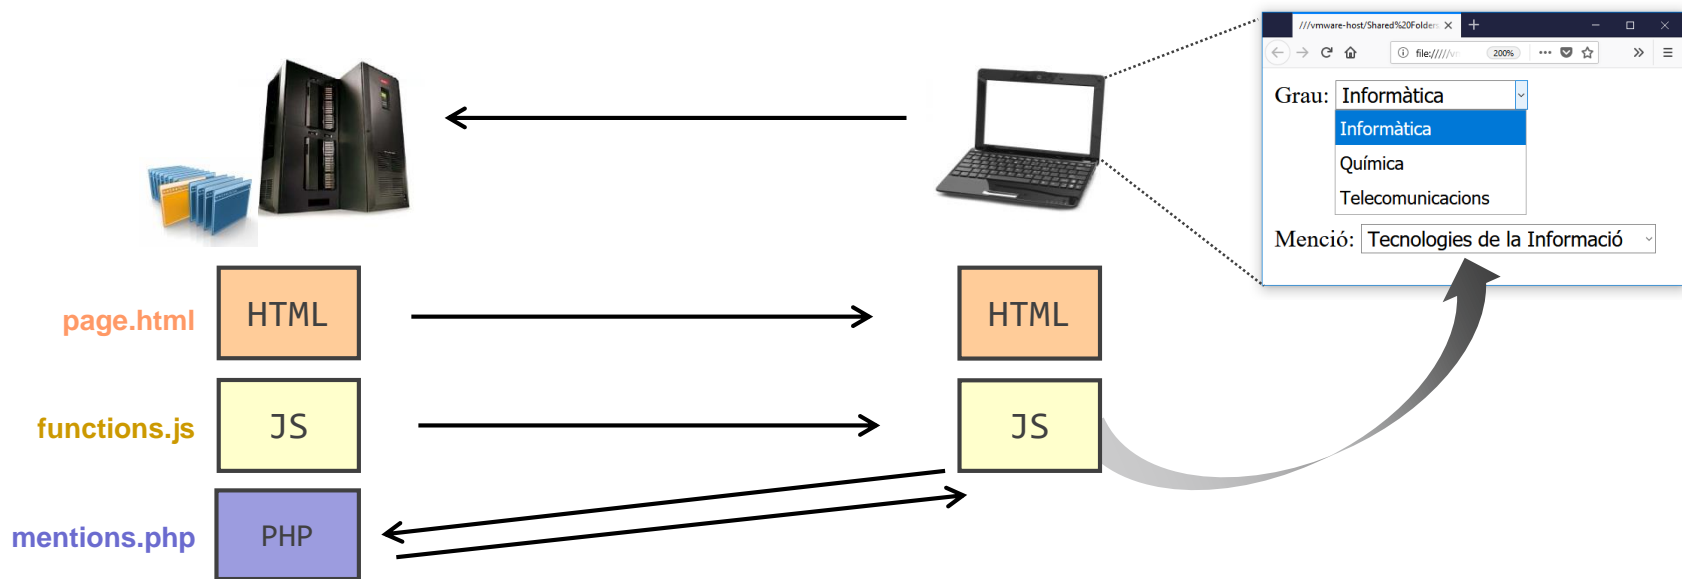 ///vmware-host/Shared%20Folders
file://///vm
200%
Grau: Informàtica
Informàtica
Química
Telecomunicacions
Menció: Tecnologies de la Informació
page.html
HTML
HTML
functions.js
JS
JS
mentions.php
PHP